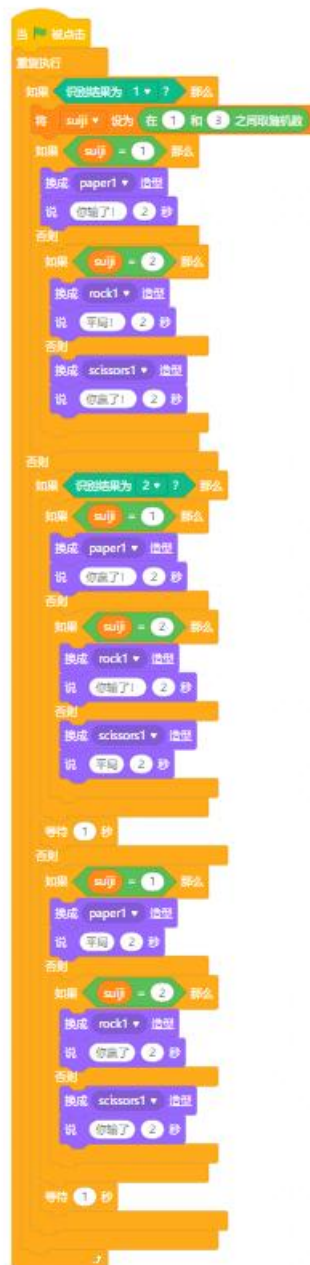 当 被点击
重复执行
如果 识别结果为 1 ? 那么
将 suiji 设为 在 1 和 3 之间取随机数
如果 suiji = 1 那么
换成 paper1 造型
说 你输了! 2 秒
否则
如果 suiji = 2 那么
换成 rock1 造型
说 平局! 2 秒
否则
换成 scissors1 造型
说 你赢了! 2 秒
否则
如果 识别结果为 2 ? 那么
如果 suiji = 1 那么
换成 paper1 造型
说 你赢了! 2 秒
否则
如果 suiji = 2 那么
换成 rock1 造型
说 你输了! 2 秒
否则
换成 scissors1 造型
说 平局 2 秒
等待 1 秒
否则
如果 suiji = 1 那么
换成 paper1 造型
说 平局 2 秒
否则
如果 suiji = 2 那么
换成 rock1 造型
说 你赢了 2 秒
否则
换成 scissors1 造型
说 你输了 2 秒
等待 1 秒